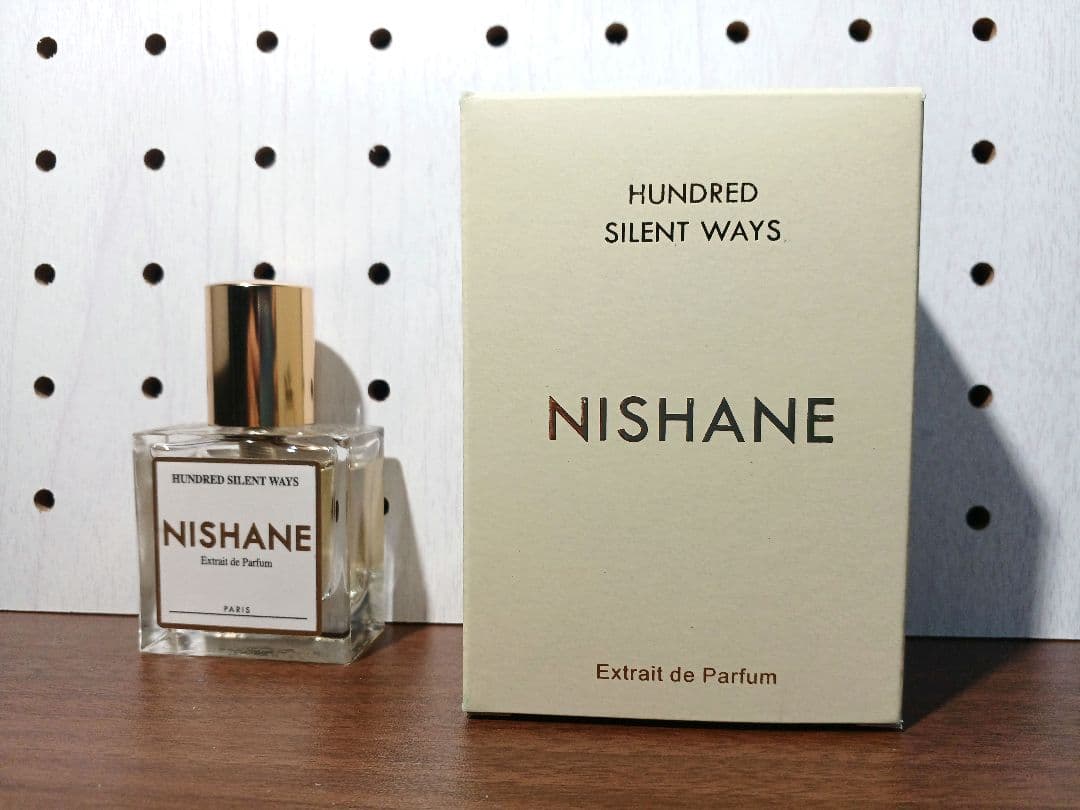 HUNDRED SILENT WAYS
NISHANE
Extrait de Parfum
PARIS
HUNDRED
SILENT WAYS
NISHANE
Extrait de Parfum